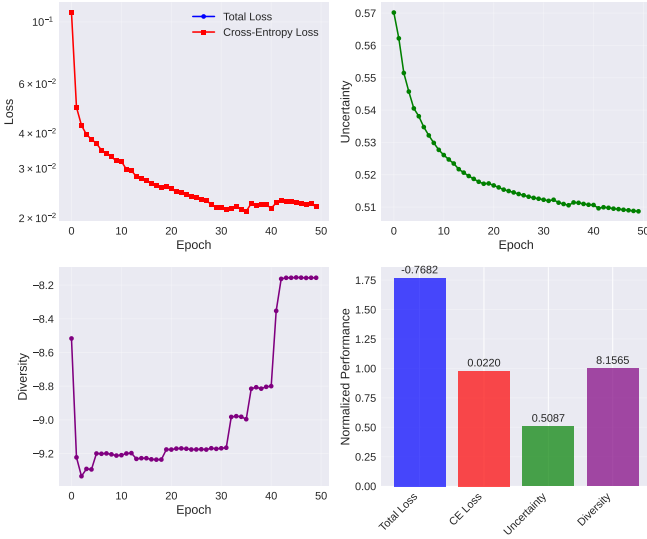 Total Loss
Cross-Entropy Loss
10⁻¹
6 × 10⁻²
4 × 10⁻²
3 × 10⁻²
2 × 10⁻²
Loss
0 10 20 30 40 50
Epoch
0.57
0.56
0.55
0.54
0.53
0.52
0.51
Uncertainty
0 10 20 30 40 50
Epoch
−8.2
−8.4
−8.6
−8.8
−9.0
−9.2
Diversity
0 10 20 30 40 50
Epoch
1.75
1.50
1.25
1.00
0.75
0.50
0.25
0.00
Normalized Performance
-0.7682
0.0220
0.5087
8.1565
Total Loss
CE Loss
Uncertainty
Diversity